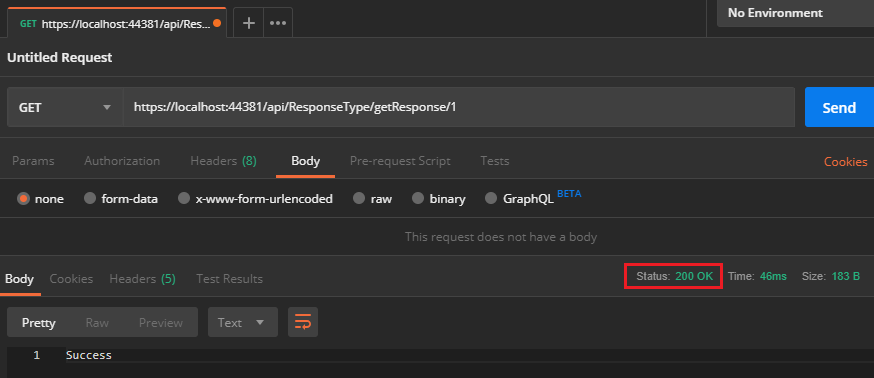 GET https://localhost:44381/api/Res... + ••• No Environment
Untitled Request
GET https://localhost:44381/api/ResponseType/getResponse/1 Send
Params Authorization Headers (8) Body Pre-request Script Tests Cookies
none form-data x-www-form-urlencoded raw binary GraphQL BETA
This request does not have a body
Body Cookies Headers (5) Test Results Status: 200 OK Time: 46ms Size: 183 B
Pretty Raw Preview Text
1 Success